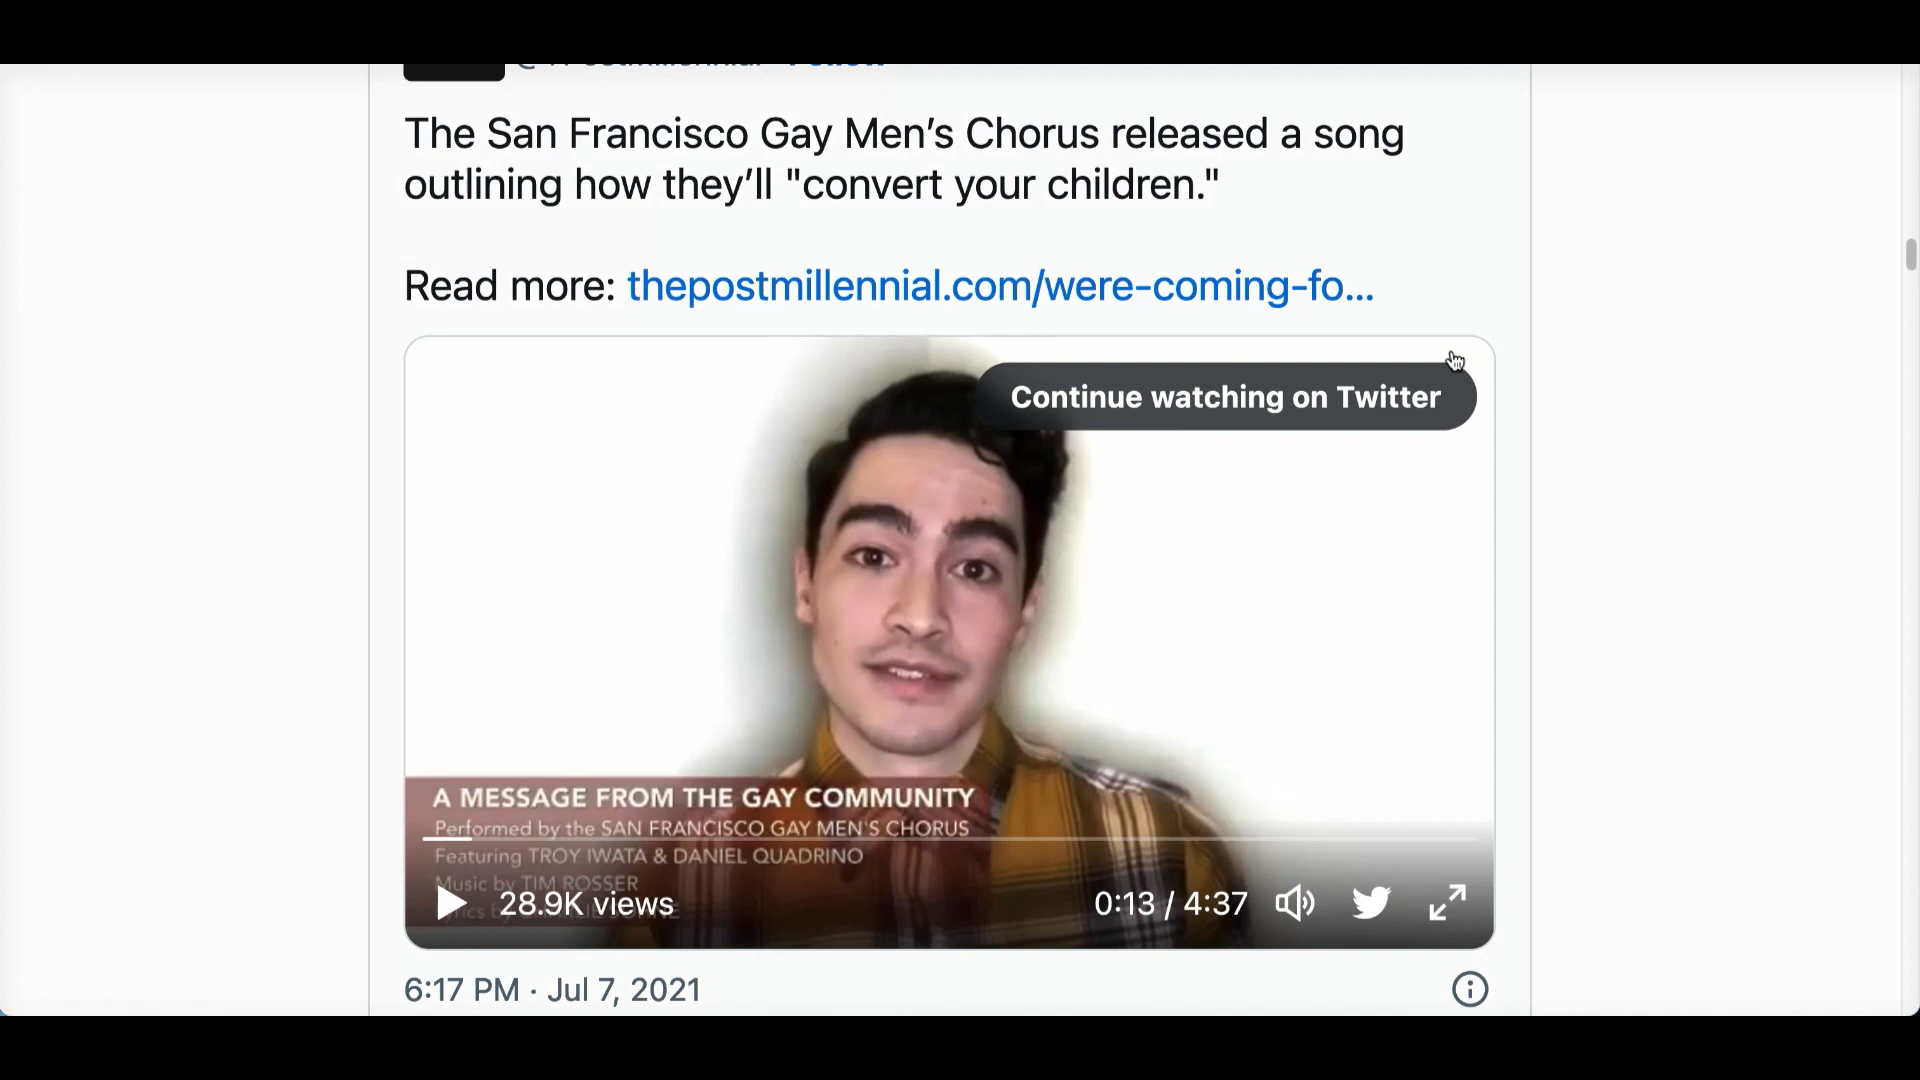 The San Francisco Gay Men’s Chorus released a song
outlining how they’ll "convert your children."
Read more: thepostmillennial.com/were-coming-fo...
Continue watching on Twitter
A MESSAGE FROM THE GAY COMMUNITY
Performed by the SAN FRANCISCO GAY MEN'S CHORUS
Featuring TROY IWATA & DANIEL QUADRINO
Music by TIM ROSSER
28.9K views
0:13 / 4:37
6:17 PM · Jul 7, 2021